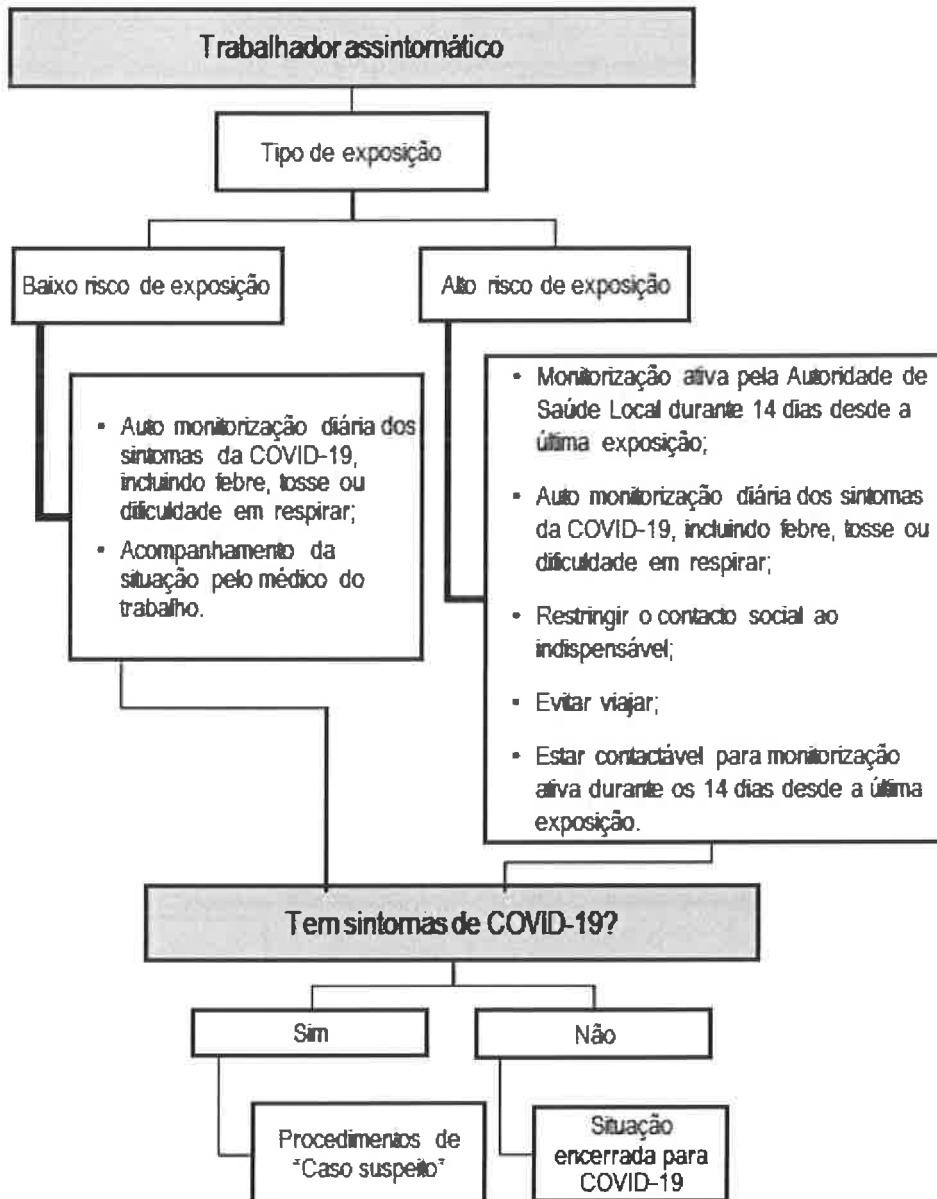 Trabalhador assintomático
Tipo de exposição
Baixo risco de exposição
Alto risco de exposição
• Auto monitorização diária dos
sintomas da COVID-19,
incluindo febre, tosse ou
dificuldade em respirar;
• Acompanhamento da
situação pelo médico do
trabalho.
• Monitorização ativa pela Autoridade de
Saúde Local durante 14 dias desde a
última exposição;
• Auto monitorização diária dos sintomas
da COVID-19, incluindo febre, tosse ou
dificuldade em respirar;
• Restringir o contacto social ao
indispensável;
• Evitar viajar;
• Estar contactável para monitorização
ativa durante os 14 dias desde a última
exposição.
Tem sintomas de COVID-19?
Sim
Não
Procedimentos de
"Caso suspeito"
Situação
encerrada para
COVID-19